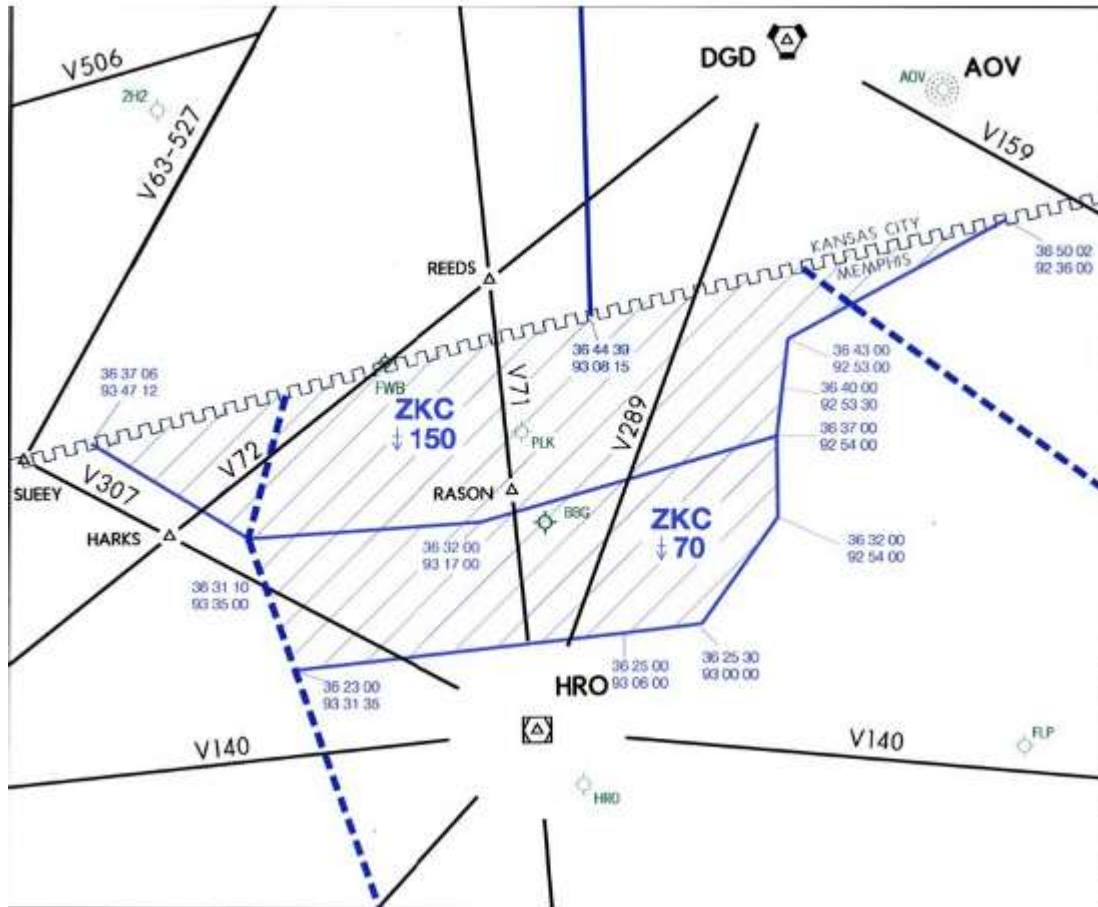 V506
2H2
V63-527
DGD
AOV
AOV
V159
KANSAS CITY
MEMPHIS
36 50 02
92 36 00
REEDS
36 44 39
93 08 15
36 43 00
92 53 00
36 37 06
93 47 12
FWB
V71
36 40 00
92 53 30
ZKC
↓ 150
PLK
V289
36 37 00
92 54 00
V72
SUEEY
V307
RASON
HARKS
BBG
ZKC
↓ 70
36 32 00
93 17 00
36 32 00
92 54 00
36 31 10
93 35 00
36 25 00
93 06 00
36 25 30
93 00 00
36 23 00
93 31 35
HRO
V140
V140
FLP
HRO